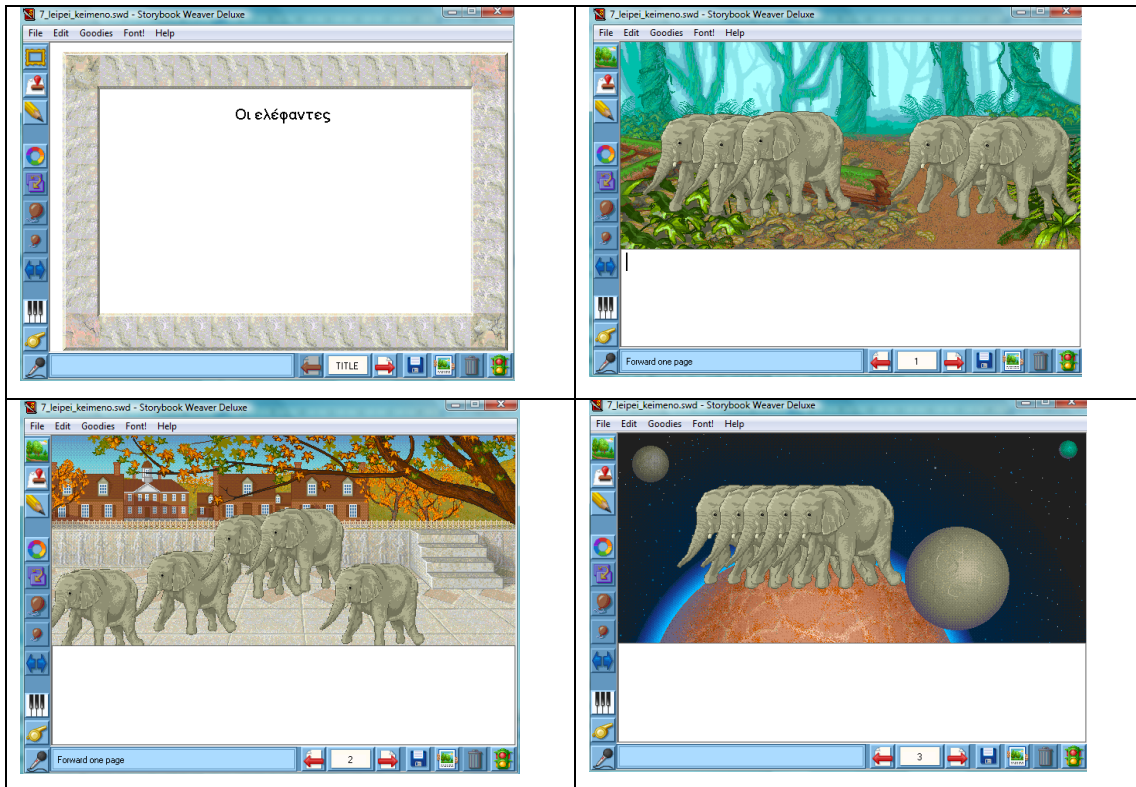 7_leipei_keimeno.swd - Storybook Weaver Deluxe
File Edit Goodies Font! Help
Οι ελέφαντες
TITLE
7_leipei_keimeno.swd - Storybook Weaver Deluxe
File Edit Goodies Font! Help
Forward one page
1
7_leipei_keimeno.swd - Storybook Weaver Deluxe
File Edit Goodies Font! Help
Forward one page
2
7_leipei_keimeno.swd - Storybook Weaver Deluxe
File Edit Goodies Font! Help
3